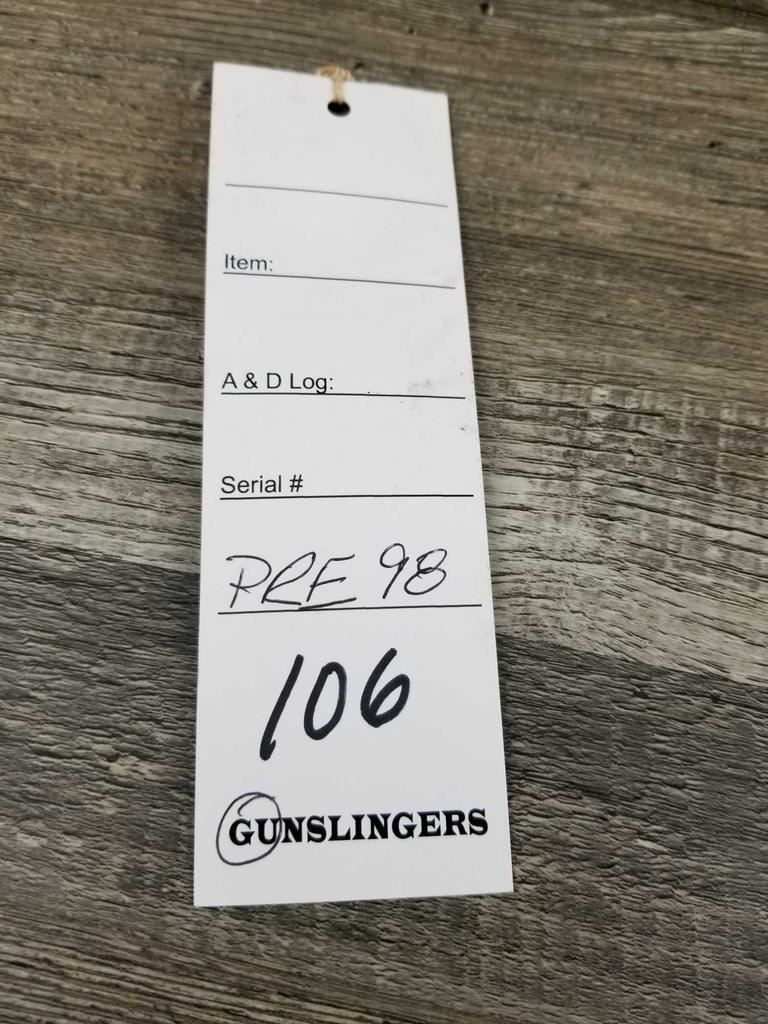 Item:
A & D Log:
Serial #
PRE 98
106
GUNSLINGERS